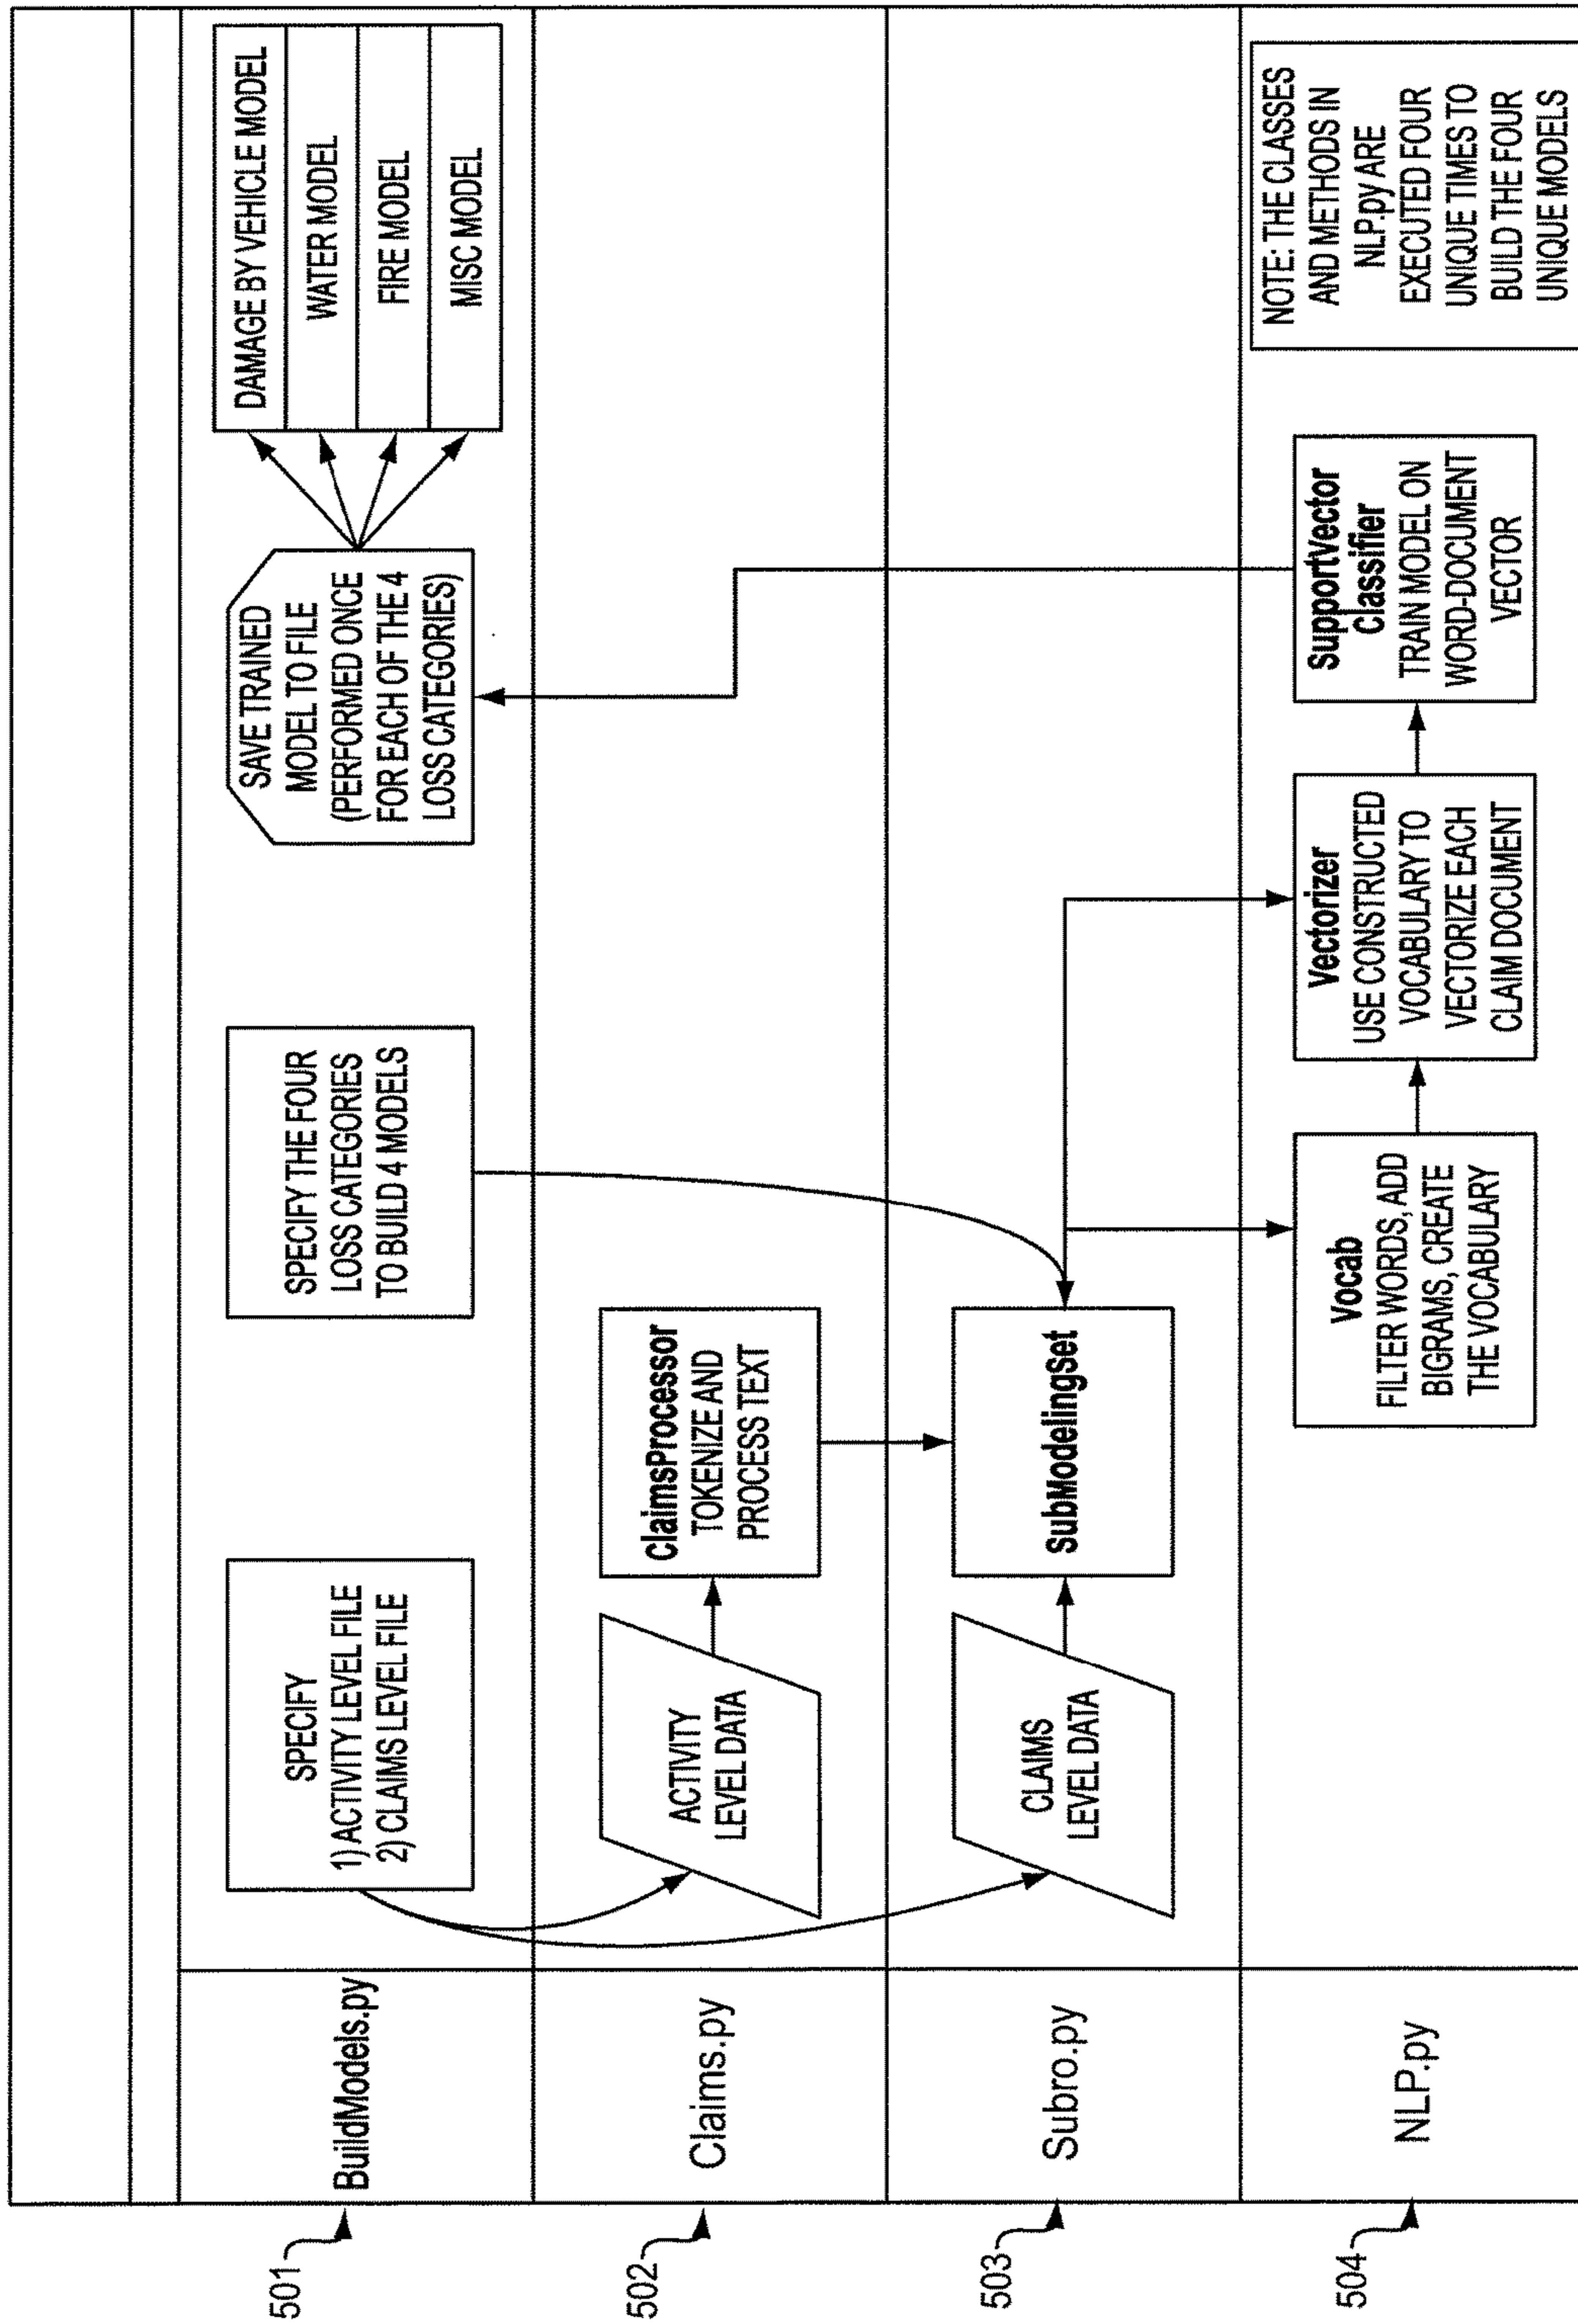 501
BuildModels.py
SPECIFY
1) ACTIVITY LEVEL FILE
2) CLAIMS LEVEL FILE
SPECIFY THE FOUR
LOSS CATEGORIES
TO BUILD 4 MODELS
SAVE TRAINED
MODEL TO FILE
(PERFORMED ONCE
FOR EACH OF THE 4
LOSS CATEGORIES)
DAMAGE BY VEHICLE MODEL
WATER MODEL
FIRE MODEL
MISC MODEL
502
Claims.py
ACTIVITY
LEVEL DATA
ClaimsProcessor
TOKENIZE AND
PROCESS TEXT
503
Subro.py
CLAIMS
LEVEL DATA
SubModelingSet
504
NLP.py
Vocab
FILTER WORDS, ADD
BIGRAMS, CREATE
THE VOCABULARY
Vectorizer
USE CONSTRUCTED
VOCABULARY TO
VECTORIZE EACH
CLAIM DOCUMENT
SupportVector
Classifier
TRAIN MODEL ON
WORD-DOCUMENT
VECTOR
NOTE: THE CLASSES
AND METHODS IN
NLP.py ARE
EXECUTED FOUR
UNIQUE TIMES TO
BUILD THE FOUR
UNIQUE MODELS